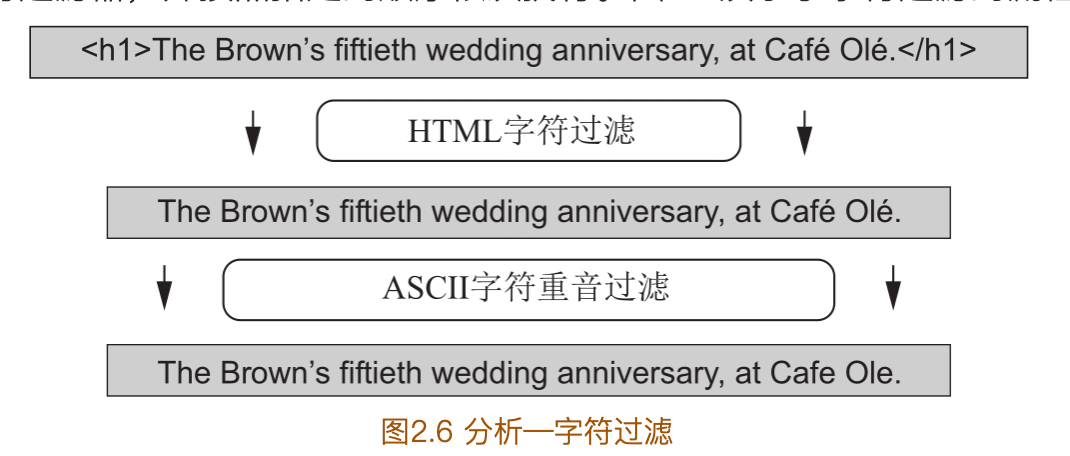 <h1>The Brown’s fiftieth wedding anniversary, at Café Olé.</h1>
HTML字符过滤
The Brown’s fiftieth wedding anniversary, at Café Olé.
ASCII字符重音过滤
The Brown’s fiftieth wedding anniversary, at Cafe Ole.
图2.6 分析—字符过滤